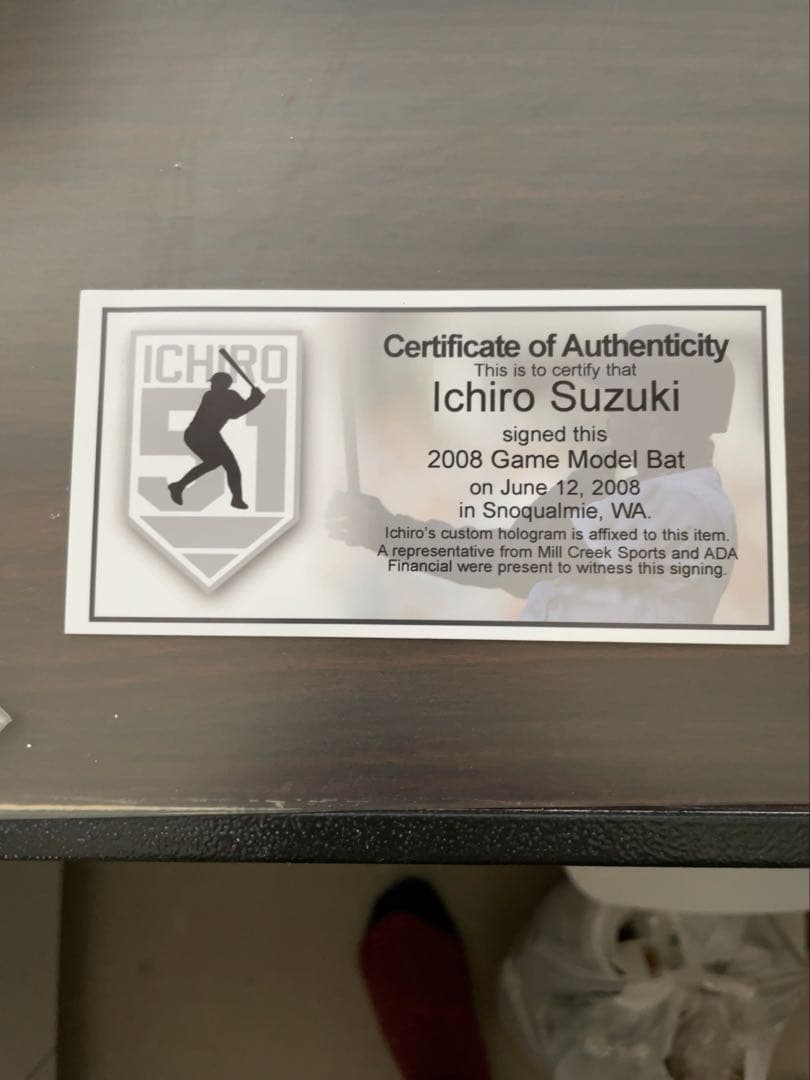 ICHIRO
51
Certificate of Authenticity
This is to certify that
Ichiro Suzuki
signed this
2008 Game Model Bat
on June 12, 2008
in Snoqualmie, WA.
Ichiro's custom hologram is affixed to this item.
A representative from Mill Creek Sports and ADA
Financial were present to witness this signing.